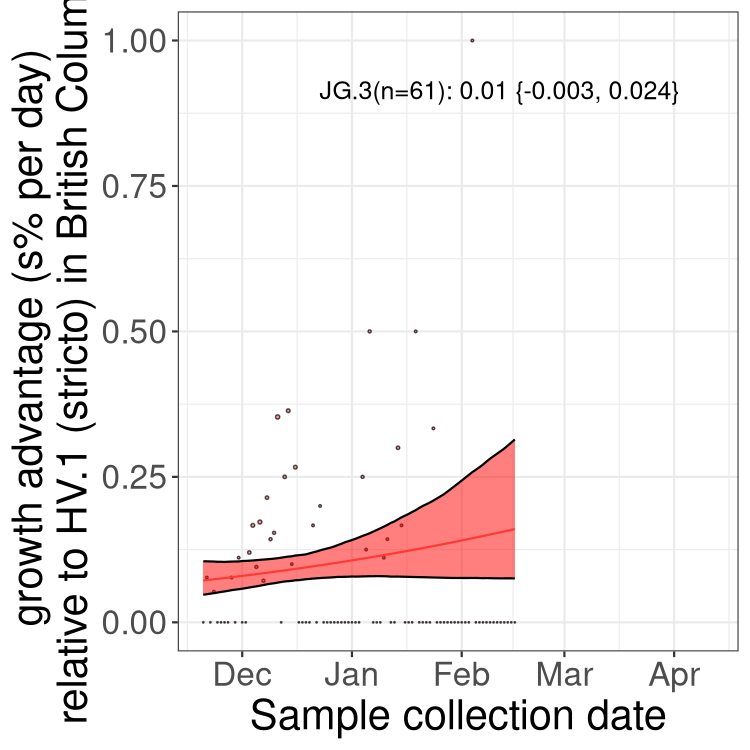 growth advantage (s% per day)
relative to HV.1 (stricto) in British Colum
1.00
0.75
0.50
0.25
0.00
JG.3(n=61): 0.01 {-0.003, 0.024}
Dec Jan Feb Mar Apr
Sample collection date